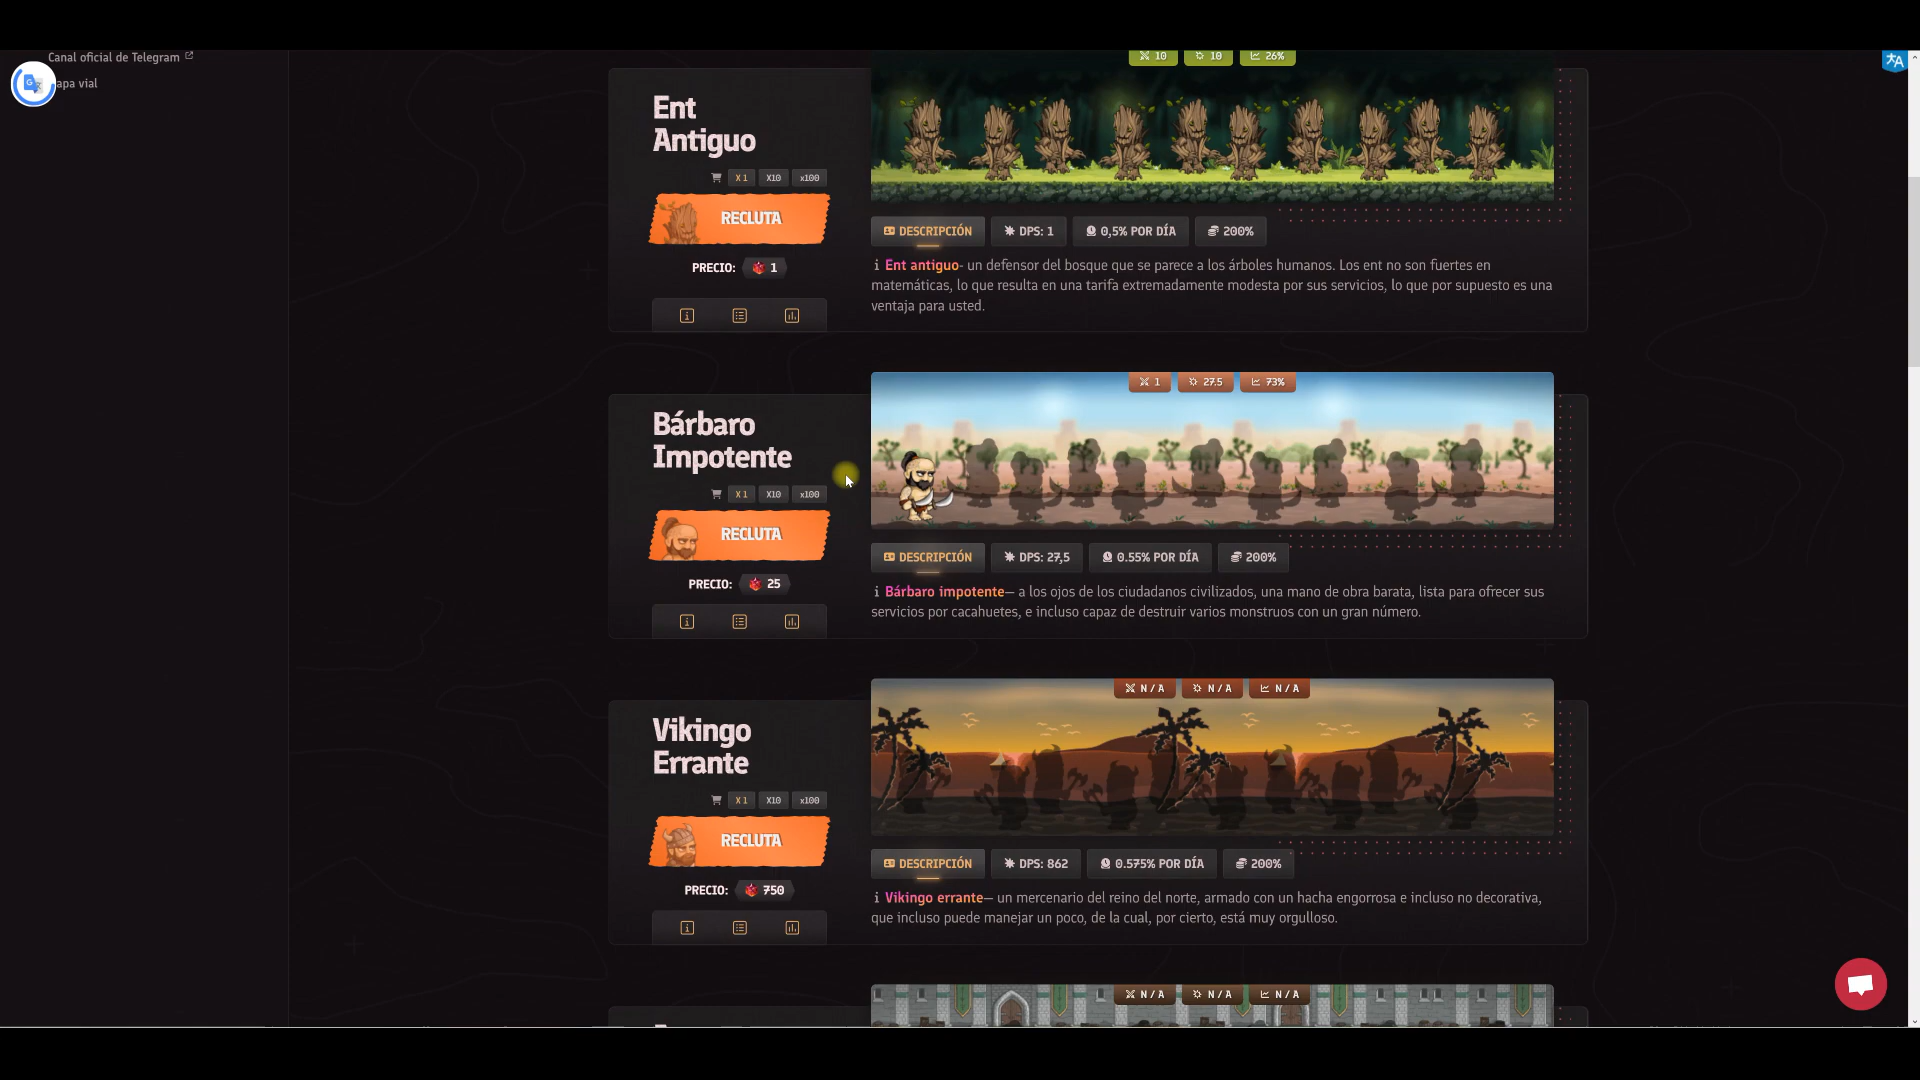 Canal oficial de Telegram
apa vial
10 10 26%
Ent
Antiguo
X1 X10 x100
RECLUTA
PRECIO: 1
DESCRIPCIÓN DPS: 1 0,5% POR DÍA 200%
Ent antiguo- un defensor del bosque que se parece a los árboles humanos. Los ent no son fuertes en
matemáticas, lo que resulta en una tarifa extremadamente modesta por sus servicios, lo que por supuesto es una
ventaja para usted.
1 27.5 73%
Bárbaro
Impotente
X1 X10 x100
RECLUTA
PRECIO: 25
DESCRIPCIÓN DPS: 27,5 0.55% POR DÍA 200%
Bárbaro impotente— a los ojos de los ciudadanos civilizados, una mano de obra barata, lista para ofrecer sus
servicios por cacahuetes, e incluso capaz de destruir varios monstruos con un gran número.
N / A N / A N / A
Vikingo
Errante
X1 X10 x100
RECLUTA
PRECIO: 750
DESCRIPCIÓN DPS: 862 0.575% POR DÍA 200%
Vikingo errante— un mercenario del reino del norte, armado con un hacha engorrosa e incluso no decorativa,
que incluso puede manejar un poco, de la cual, por cierto, está muy orgulloso.
N / A N / A N / A